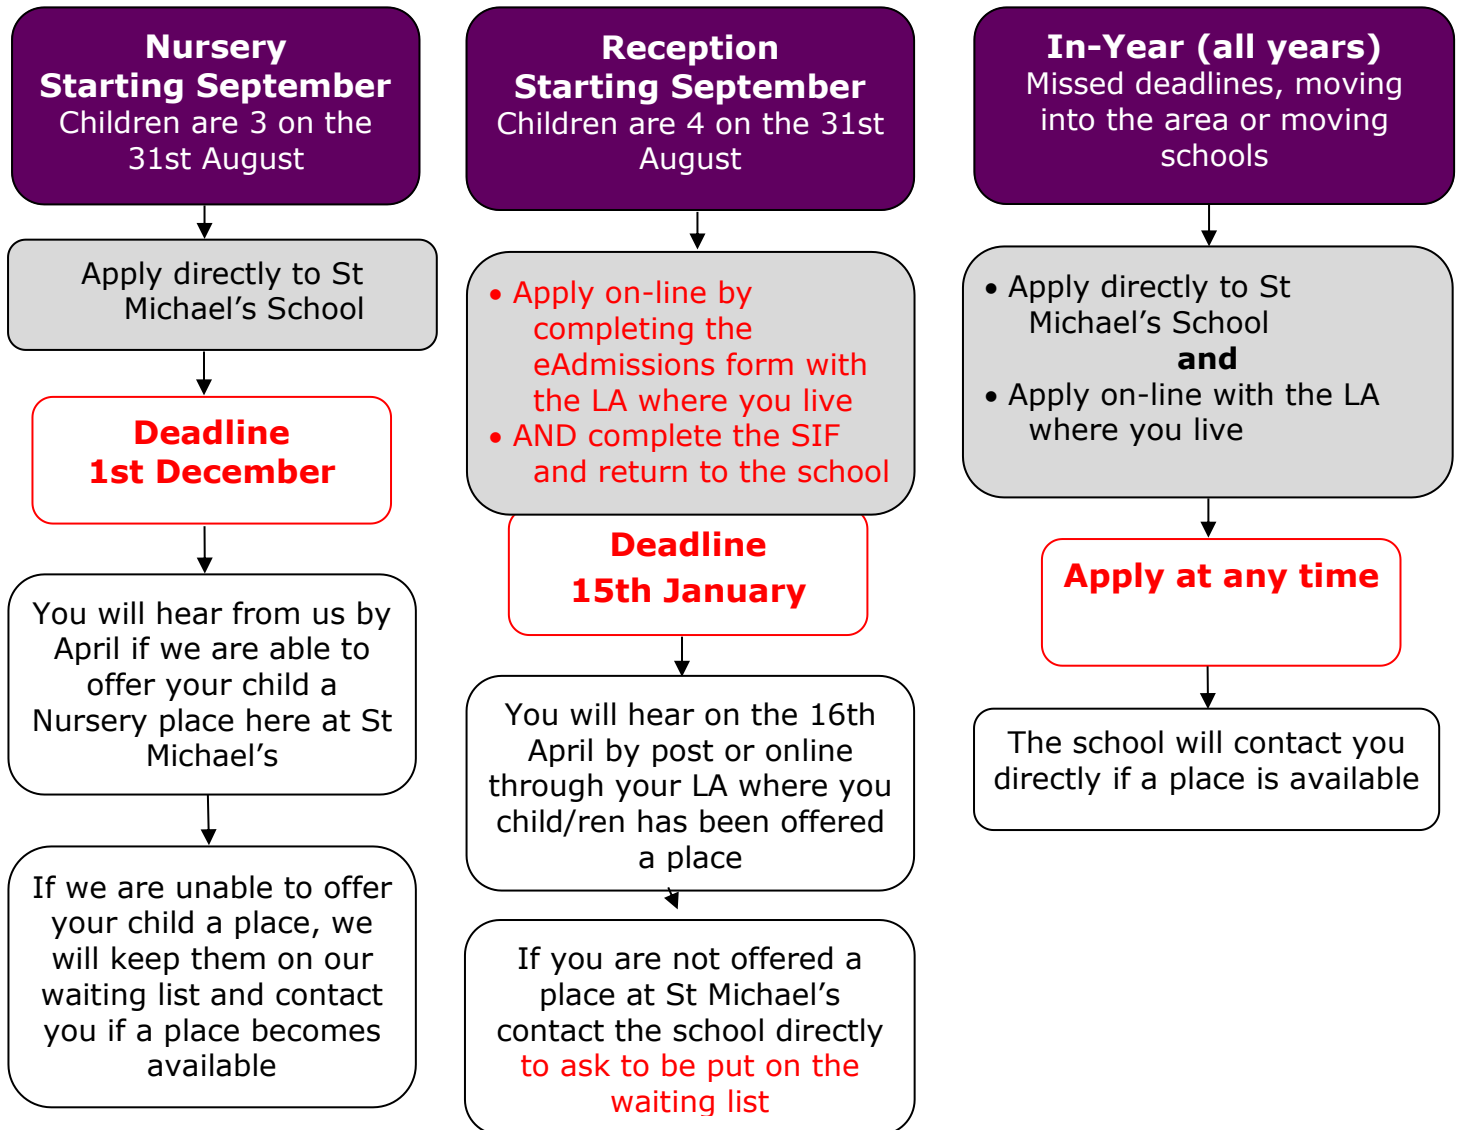 Nursery
Starting September
Children are 3 on the
31st August
Apply directly to St
Michael’s School
Deadline
1st December
You will hear from us by
April if we are able to
offer your child a
Nursery place here at St
Michael’s
If we are unable to offer
your child a place, we
will keep them on our
waiting list and contact
you if a place becomes
available
Reception
Starting September
Children are 4 on the 31st
August
• Apply on-line by
completing the
eAdmissions form with
the LA where you live
• AND complete the SIF
and return to the school
Deadline
15th January
You will hear on the 16th
April by post or online
through your LA where you
child/ren has been offered
a place
If you are not offered a
place at St Michael’s
contact the school directly
to ask to be put on the
waiting list
In-Year (all years)
Missed deadlines, moving
into the area or moving
schools
• Apply directly to St
Michael’s School
and
• Apply on-line with the LA
where you live
Apply at any time
The school will contact you
directly if a place is available